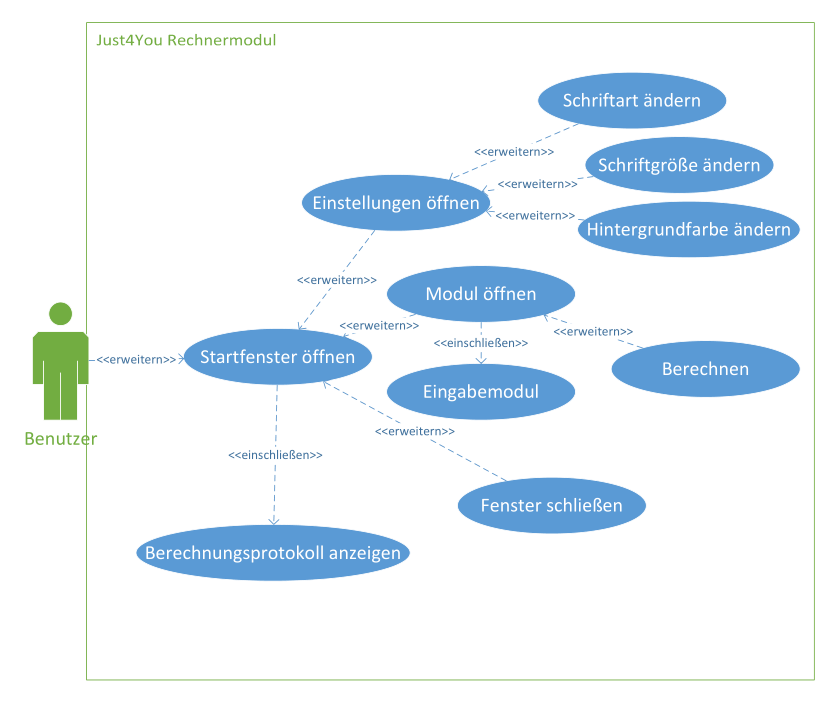 Just4You Rechnermodul
Schriftart ändern
<<erweitern>>
Schriftgröße ändern
<<erweitern>>
Einstellungen öffnen
<<erweitern>>
Hintergrundfarbe ändern
<<erweitern>>
Modul öffnen
<<erweitern>>
<<erweitern>>
<<einschließen>>
Startfenster öffnen
<<erweitern>>
Berechnen
Eingabemodul
Benutzer
<<erweitern>>
<<einschließen>>
Fenster schließen
Berechnungsprotokoll anzeigen